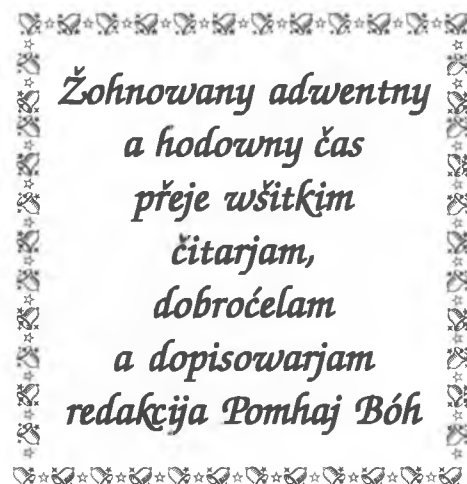 Žohnowany adwentny
a hodowny čas
přeje wšitkim
čitarjam,
dobroćelam
a dopisowarjam
redakcija Pomhaj Bóh